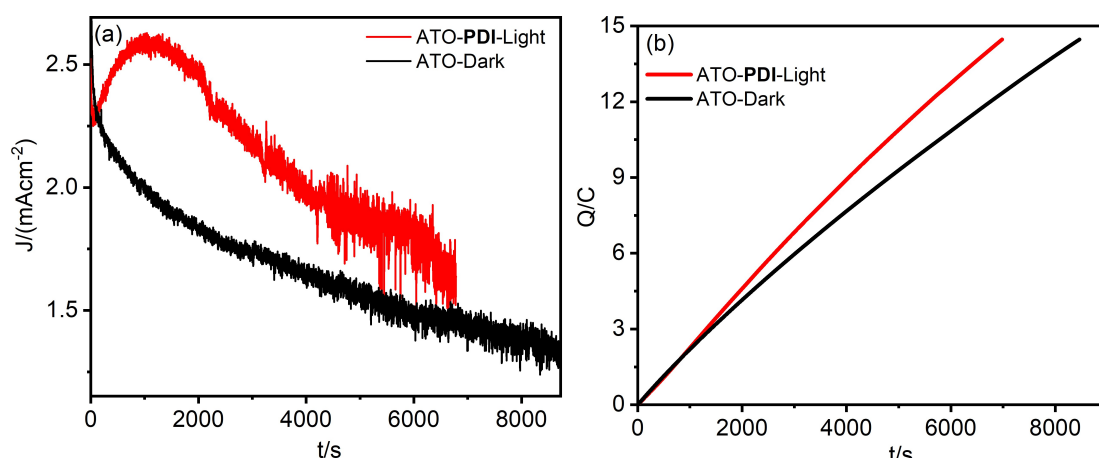 (a)
ATO-PDI-Light
ATO-Dark
2.5
2.0
1.5
J/(mAcm-2)
0
2000
4000
6000
8000
t/s
(b)
ATO-PDI-Light
ATO-Dark
15
12
9
6
3
0
Q/C
0
2000
4000
6000
8000
t/s